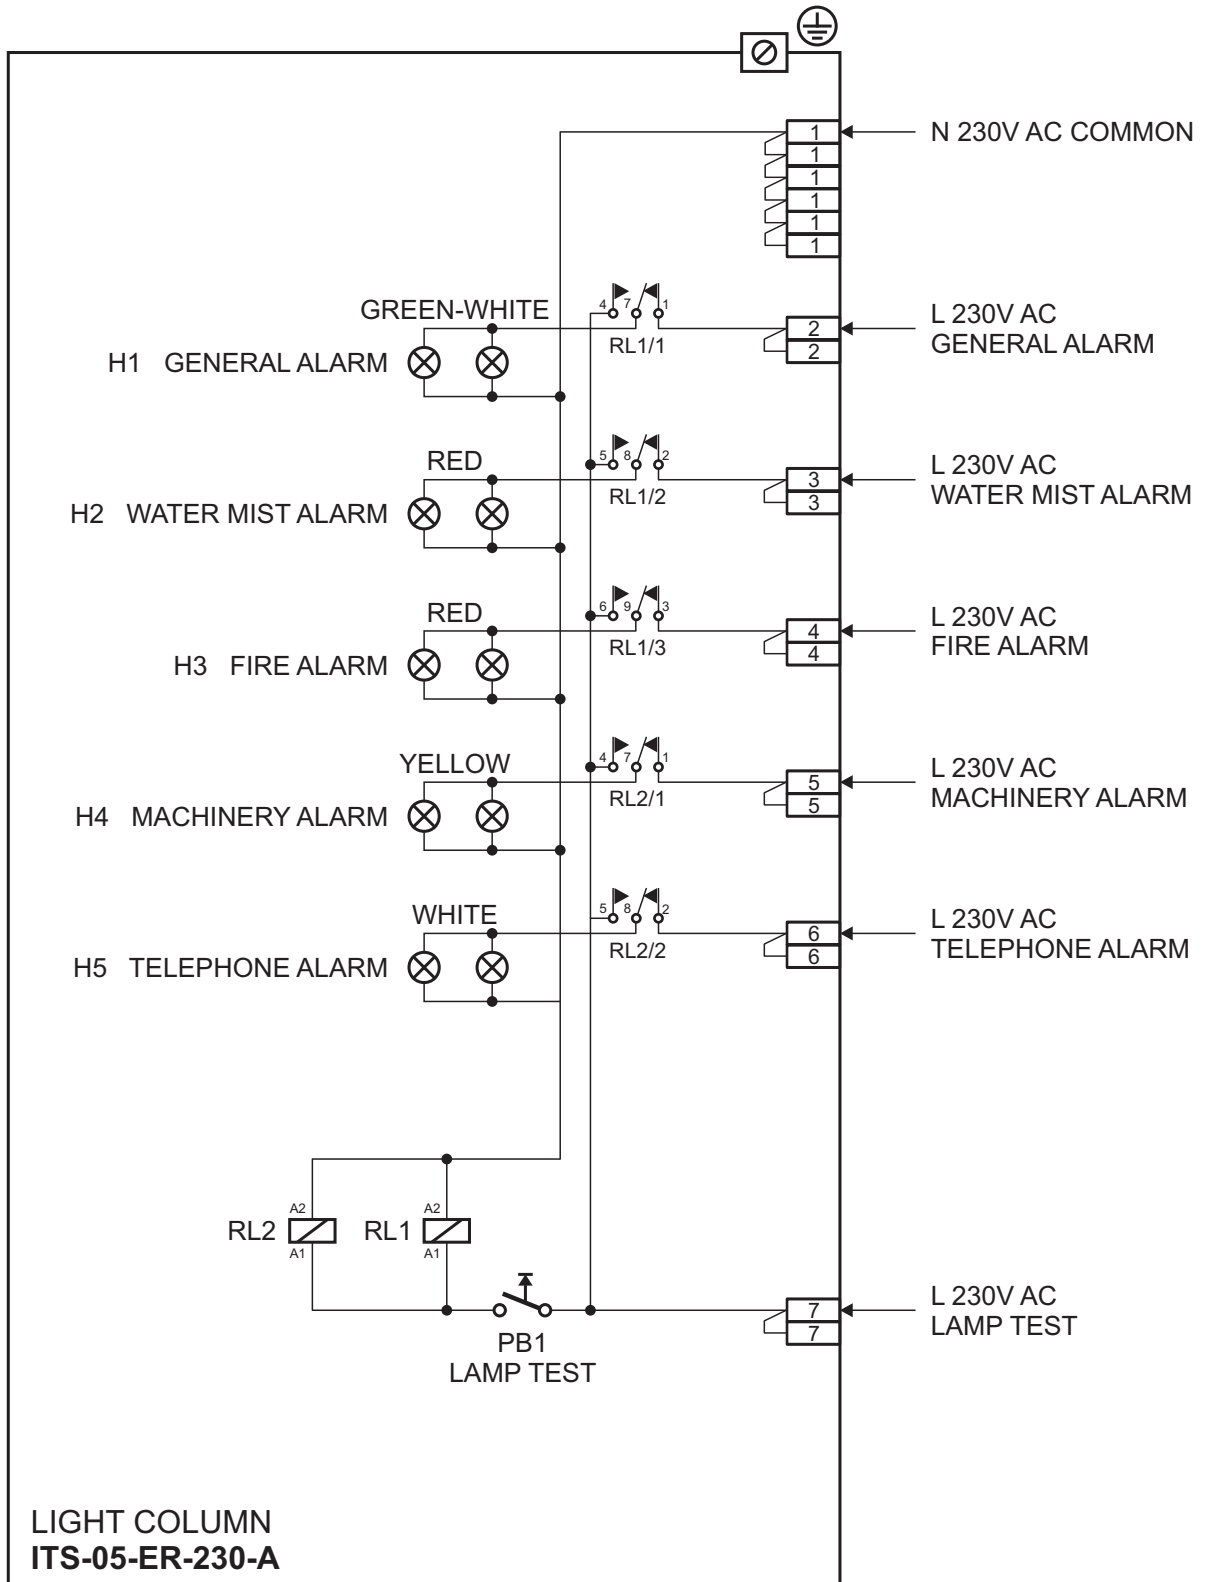 1
N 230V AC COMMON
1
1
1
1
1
GREEN-WHITE
4 7 1
RL1/1
2
2
L 230V AC
GENERAL ALARM
H1 GENERAL ALARM
RED
5 8 2
RL1/2
3
3
L 230V AC
WATER MIST ALARM
H2 WATER MIST ALARM
RED
6 9 3
RL1/3
4
4
L 230V AC
FIRE ALARM
H3 FIRE ALARM
YELLOW
4 7 1
RL2/1
5
5
L 230V AC
MACHINERY ALARM
H4 MACHINERY ALARM
WHITE
5 8 2
RL2/2
6
6
L 230V AC
TELEPHONE ALARM
H5 TELEPHONE ALARM
A2
RL2
A1
A2
RL1
A1
PB1
LAMP TEST
7
7
L 230V AC
LAMP TEST
LIGHT COLUMN
ITS-05-ER-230-A